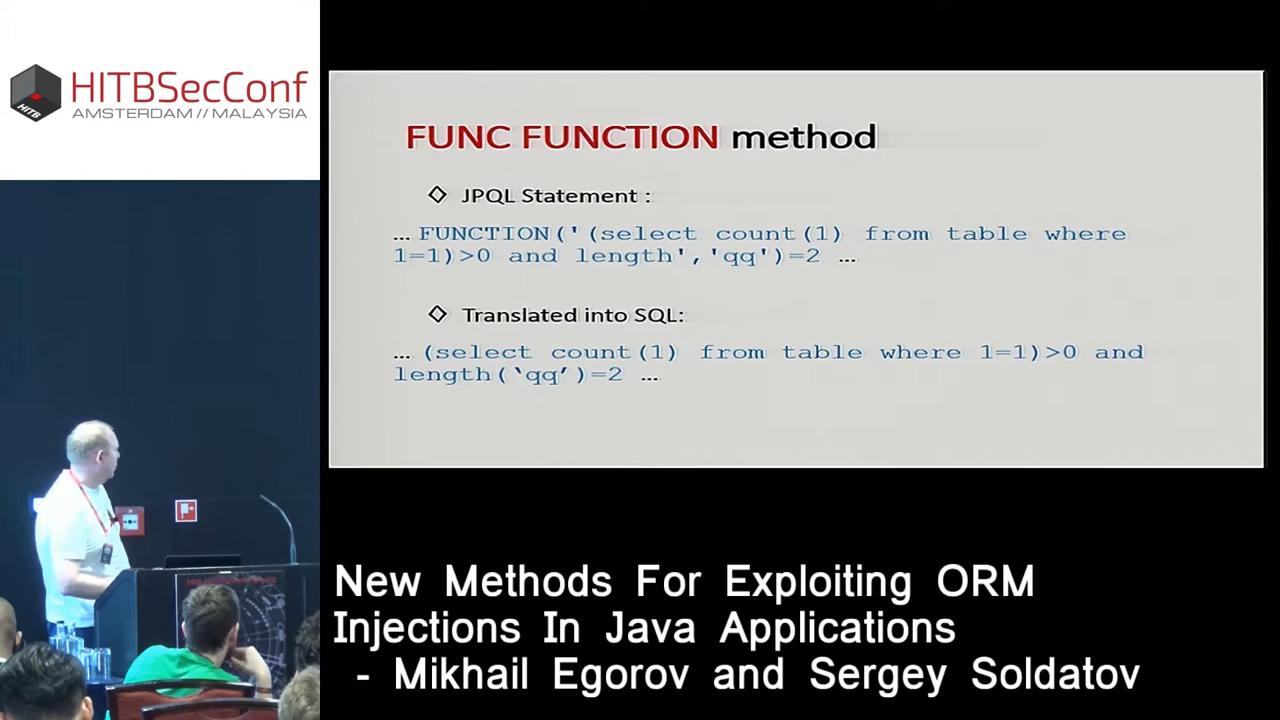 HITBSecConf
AMSTERDAM // MALAYSIA
HITB
FUNC FUNCTION method
JPQL Statement :
... FUNCTION('(select count(1) from table where
1=1)>0 and length','qq')=2 ...
Translated into SQL:
... (select count(1) from table where 1=1)>0 and
length(‘qq’)=2 ...
New Methods For Exploiting ORM
Injections In Java Applications
- Mikhail Egorov and Sergey Soldatov